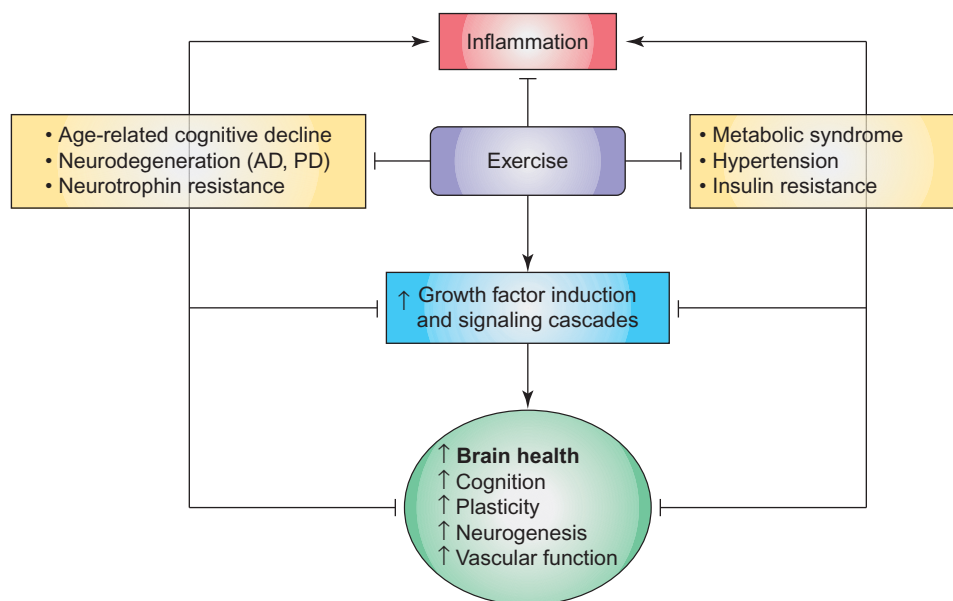 Inflammation
• Age-related cognitive decline
• Neurodegeneration (AD, PD)
• Neurotrophin resistance
Exercise
• Metabolic syndrome
• Hypertension
• Insulin resistance
↑ Growth factor induction
and signaling cascades
↑ Brain health
↑ Cognition
↑ Plasticity
↑ Neurogenesis
↑ Vascular function